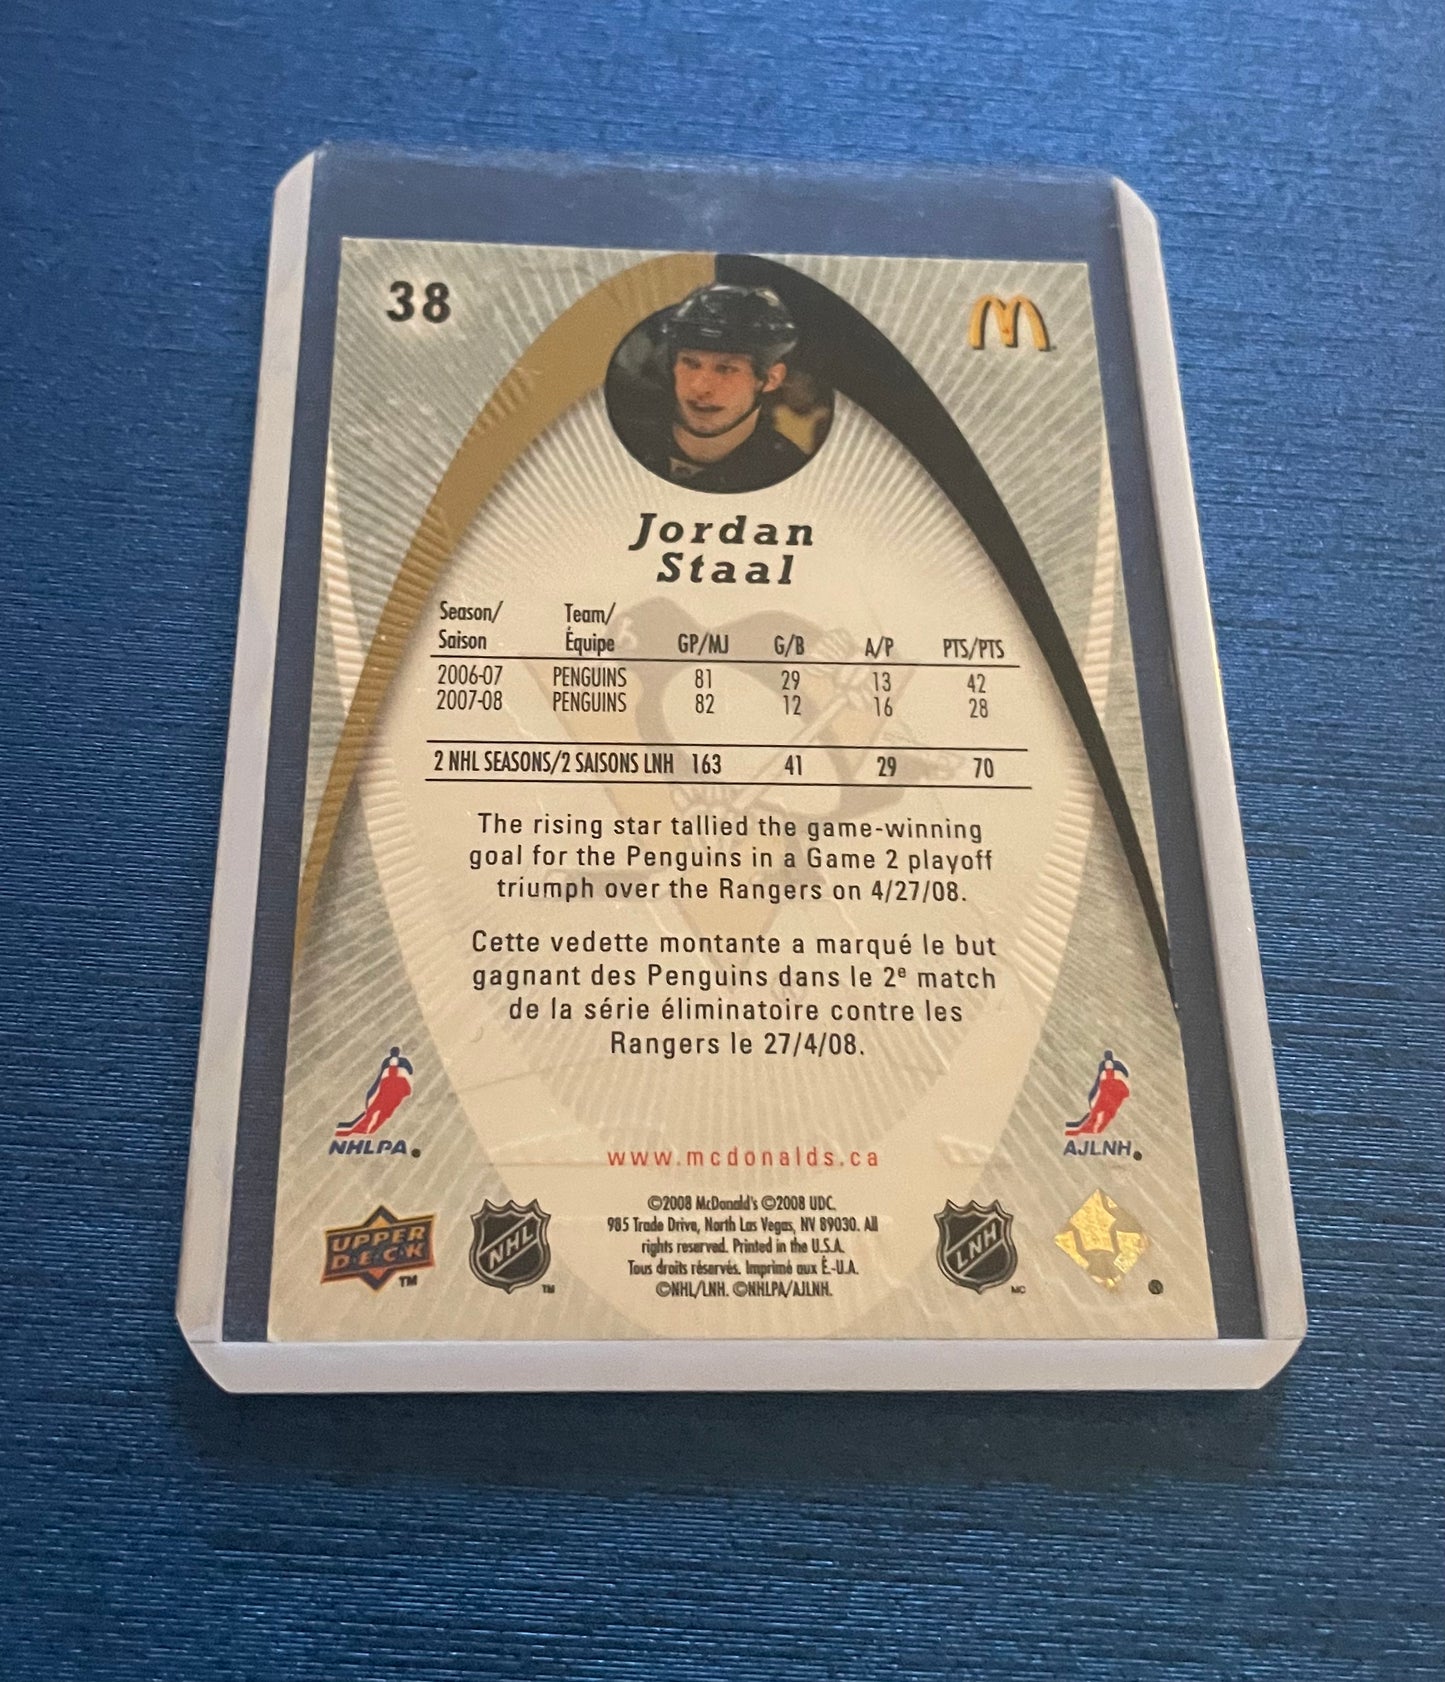 38
Jordan
Staal
Season/ Team/
Saison Équipe GP/MJ G/B A/P PTS/PTS
2006-07 PENGUINS 81 29 13 42
2007-08 PENGUINS 82 12 16 28
2 NHL SEASONS/2 SAISONS LNH 163 41 29 70
The rising star tallied the game-winning
goal for the Penguins in a Game 2 playoff
triumph over the Rangers on 4/27/08.
Cette vedette montante a marqué le but
gagnant des Penguins dans le 2e match
de la série éliminatoire contre les
Rangers le 27/4/08.
NHLPA AJLNH
www.mcdonalds.ca
©2008 McDonald's ©2008 UDC.
985 Trade Drive, North Las Vegas, NV 89030. All
rights reserved. Printed in the U.S.A.
Tous droits réservés. Imprimé aux É.-U.A.
©NHL/LNH. ©NHLPA/AJLNH.
UPPER
DECK TM
NHL TM
LNH MC
®